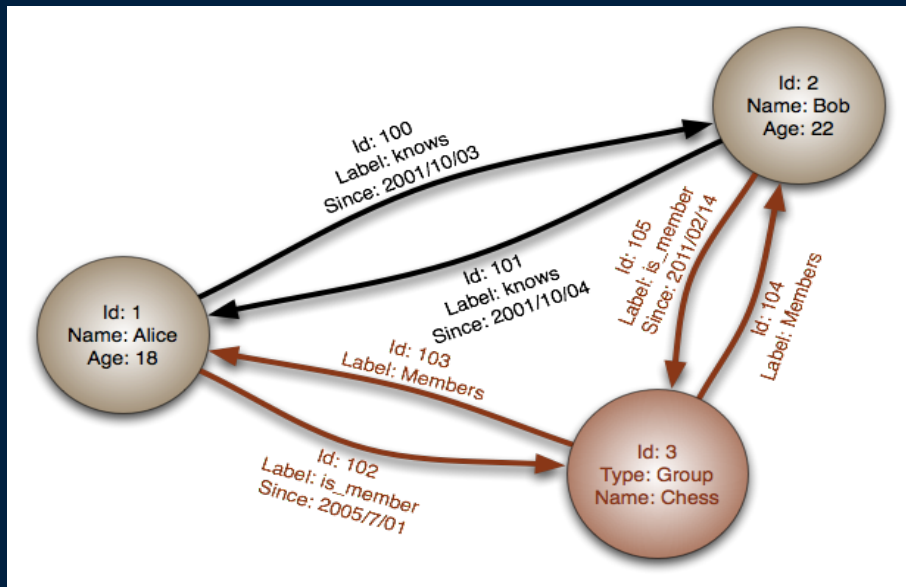 Id: 2
Name: Bob
Age: 22
Id: 100
Label: knows
Since: 2001/10/03
Id: 101
Label: knows
Since: 2001/10/04
Id: 105
Label: is_member
Since: 2011/02/14
Id: 104
Label: Members
Id: 1
Name: Alice
Age: 18
Id: 103
Label: Members
Id: 102
Label: is_member
Since: 2005/7/01
Id: 3
Type: Group
Name: Chess